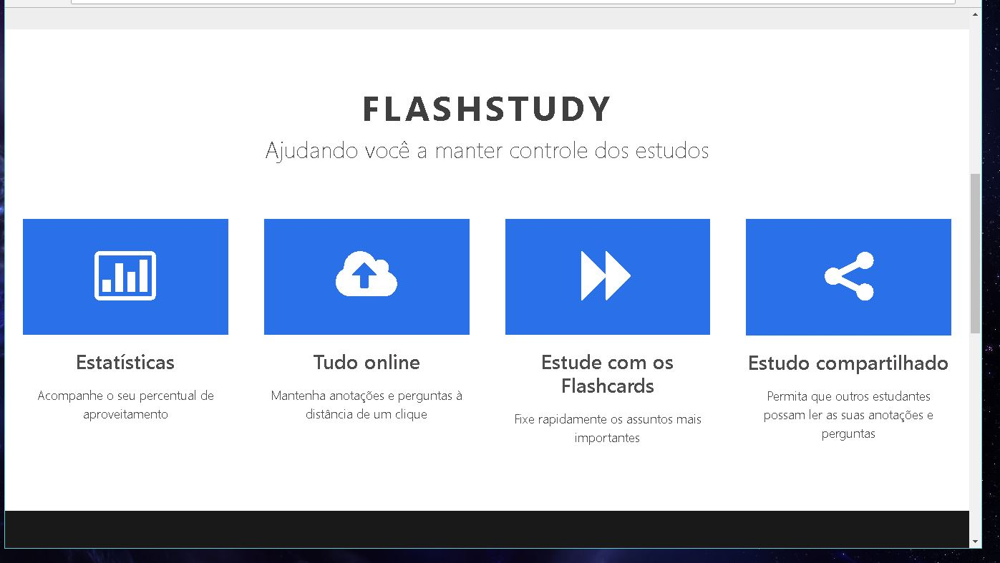 FLASHSTUDY
Ajudando você a manter controle dos estudos
Estatísticas
Acompanhe o seu percentual de
aproveitamento
Tudo online
Mantenha anotações e perguntas à
distância de um clique
Estude com os
Flashcards
Fixe rapidamente os assuntos mais
importantes
Estudo compartilhado
Permita que outros estudantes
possam ler as suas anotações e
perguntas